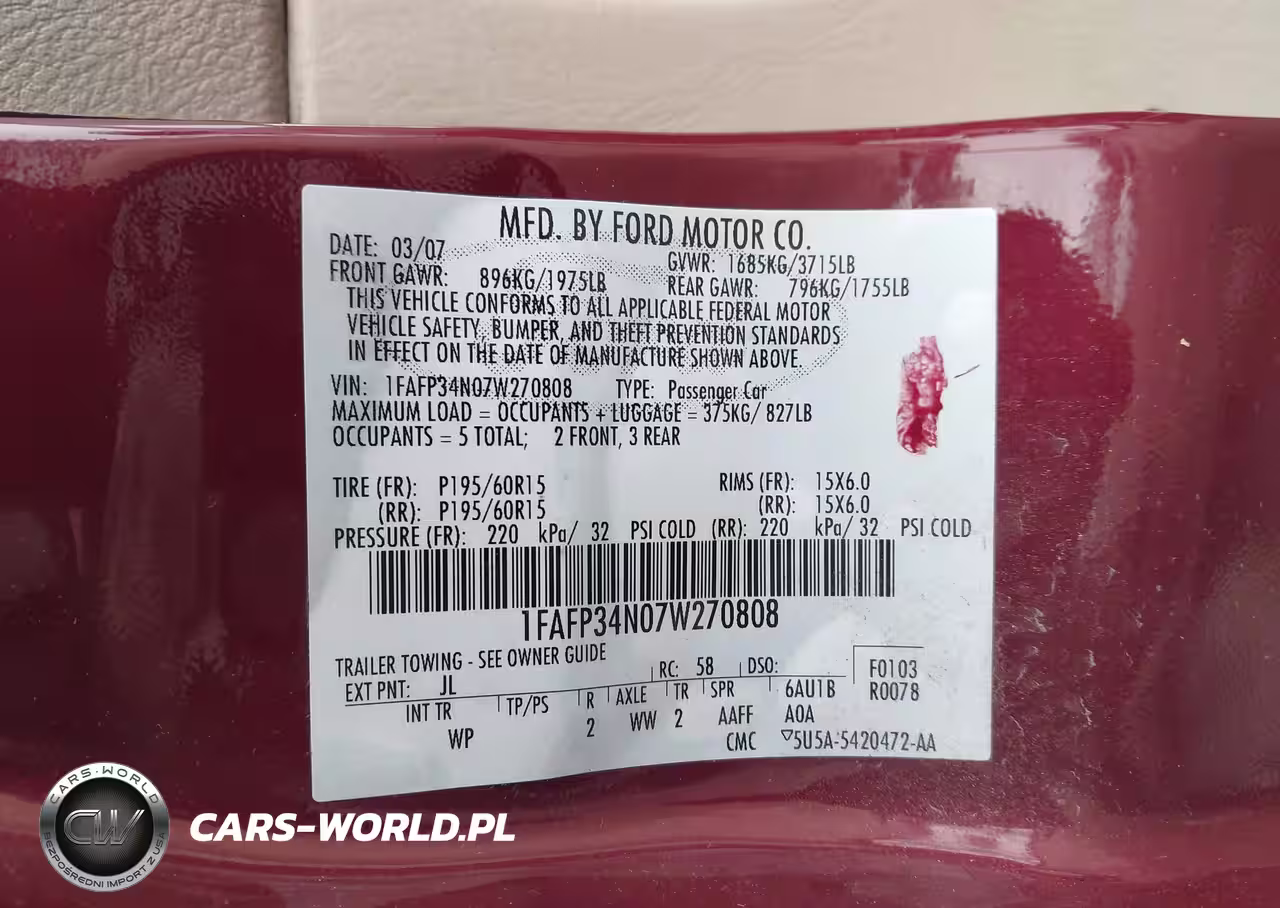 MFD. BY FORD MOTOR CO.
DATE: 03/07 GVWR: 1685KG/3715LB
FRONT GAWR: 896KG/1975LB REAR GAWR: 796KG/1755LB
THIS VEHICLE CONFORMS TO ALL APPLICABLE FEDERAL MOTOR
VEHICLE SAFETY, BUMPER, AND THEFT PREVENTION STANDARDS
IN EFFECT ON THE DATE OF MANUFACTURE SHOWN ABOVE.
VIN: 1FAFP34N07W270808 TYPE: Passenger Car
MAXIMUM LOAD = OCCUPANTS + LUGGAGE = 375KG/ 827LB
OCCUPANTS = 5 TOTAL; 2 FRONT, 3 REAR
TIRE (FR): P195/60R15 RIMS (FR): 15X6.0
(RR): P195/60R15 (RR): 15X6.0
PRESSURE (FR): 220 kPa/ 32 PSI COLD (RR): 220 kPa/ 32 PSI COLD
1FAFP34N07W270808
TRAILER TOWING - SEE OWNER GUIDE
EXT PNT: JL RC: 58 DSO: F0103
INT TR TP/PS R AXLE TR SPR 6AU1B R0078
WP 2 WW 2 AAFF A0A
CMC ▽5U5A-5420472-AA
CARS-WORLD
CW
BEZPOŚREDNI IMPORT Z USA
CARS-WORLD.PL